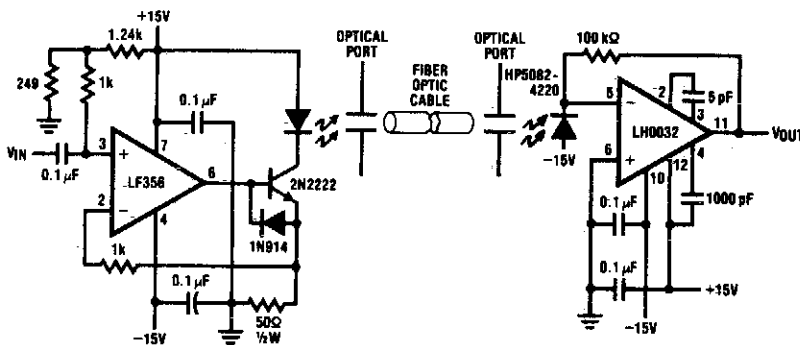 +15V
1.24k
249
1k
0.1 µF
VIN
0.1 µF
3
+
7
LF356
6
2
−
4
1k
0.1 µF
−15V
2N2222
1N914
50Ω
½W
OPTICAL
PORT
FIBER
OPTIC
CABLE
OPTICAL
PORT
HP5082-
4220
−15V
100 kΩ
5
−
2
5 pF
3
11
LH0032
VOUT
6
+
10
12
4
1000 pF
0.1 µF
0.1 µF
+15V
−15V